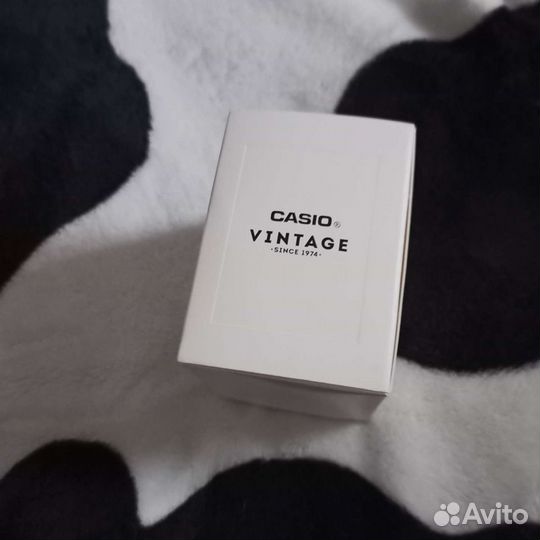 CASIO®
VINTAGE
·SINCE 1974·
Avito